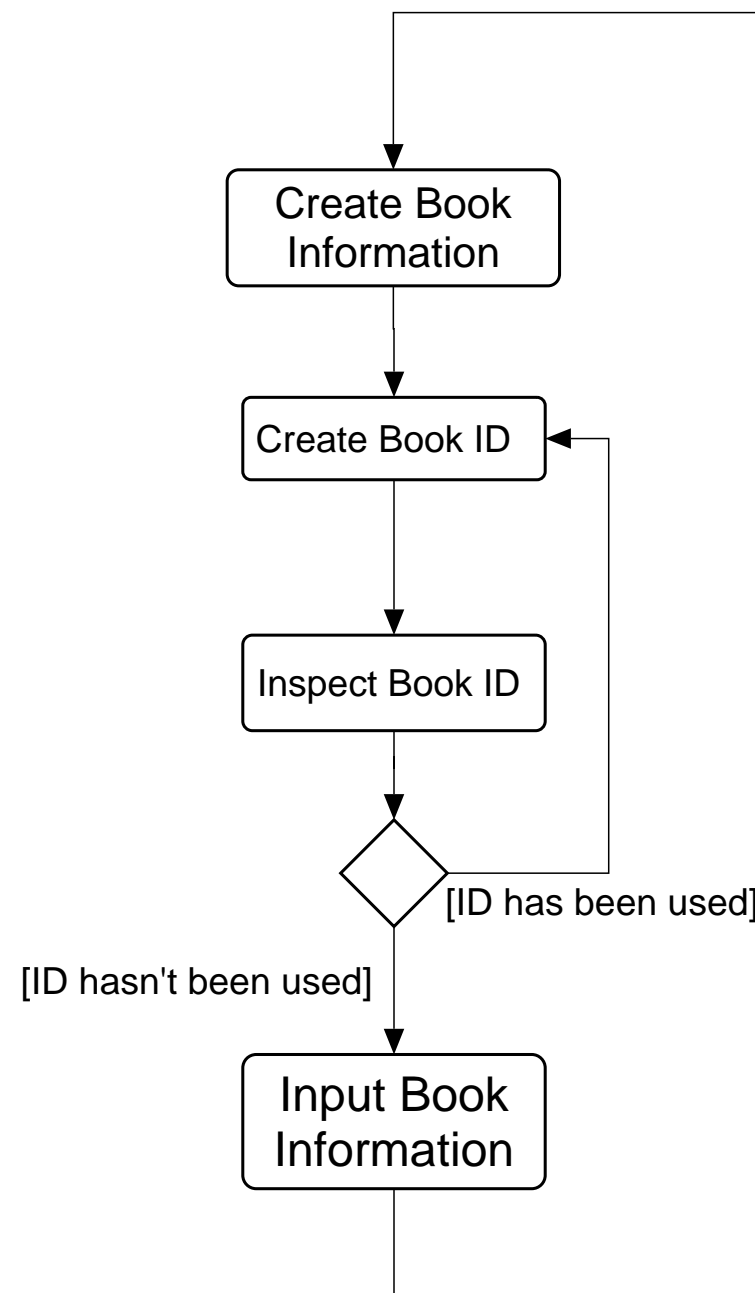 Create Book
Information
Create Book ID
Inspect Book ID
[ID has been used]
[ID hasn't been used]
Input Book
Information